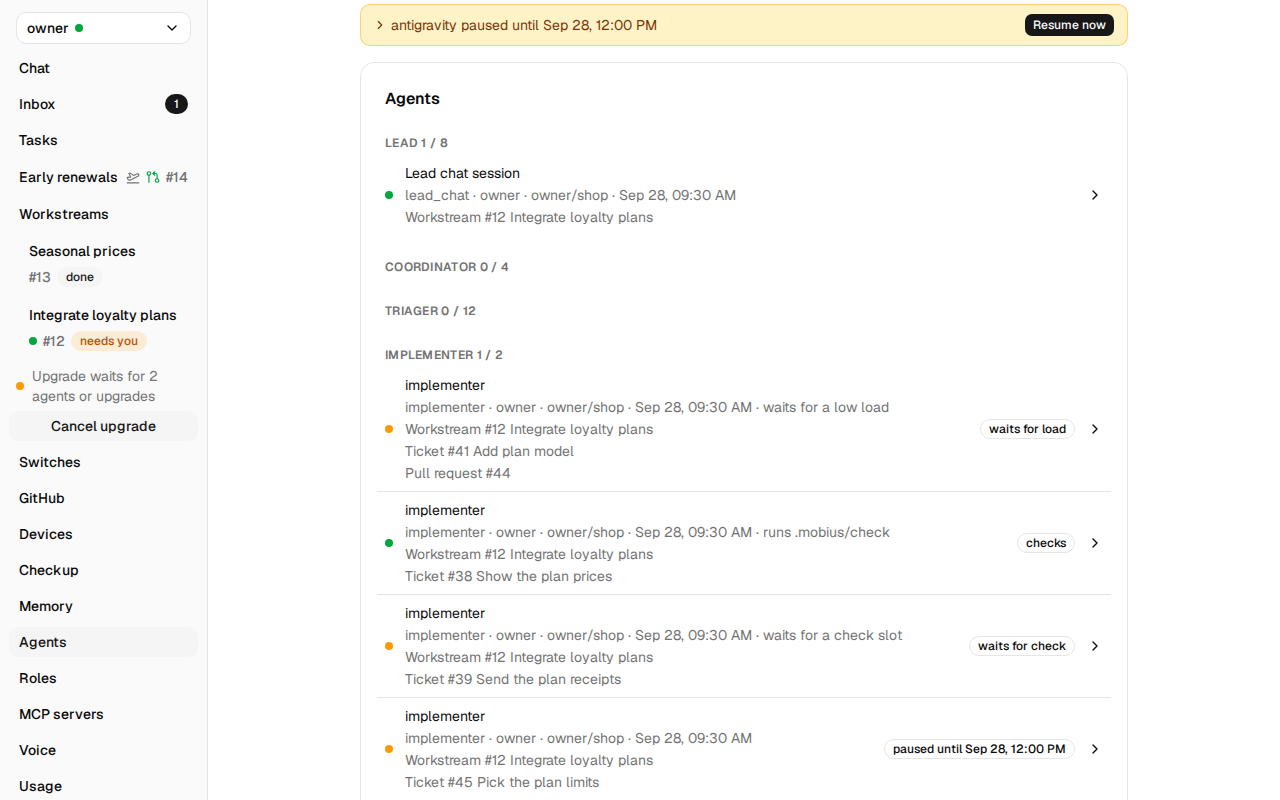 owner
Chat
Inbox 1
Tasks
Early renewals #14
Workstreams
Seasonal prices
#13 done
Integrate loyalty plans
#12 needs you
Upgrade waits for 2
agents or upgrades
Cancel upgrade
Switches
GitHub
Devices
Checkup
Memory
Agents
Roles
MCP servers
Voice
Usage
antigravity paused until Sep 28, 12:00 PM Resume now
Agents
LEAD 1 / 8
Lead chat session
lead_chat · owner · owner/shop · Sep 28, 09:30 AM
Workstream #12 Integrate loyalty plans
COORDINATOR 0 / 4
TRIAGER 0 / 12
IMPLEMENTER 1 / 2
implementer
implementer · owner · owner/shop · Sep 28, 09:30 AM · waits for a low load
Workstream #12 Integrate loyalty plans waits for load
Ticket #41 Add plan model
Pull request #44
implementer
implementer · owner · owner/shop · Sep 28, 09:30 AM · runs .mobius/check
checks
Workstream #12 Integrate loyalty plans
Ticket #38 Show the plan prices
implementer
implementer · owner · owner/shop · Sep 28, 09:30 AM · waits for a check slot
waits for check
Workstream #12 Integrate loyalty plans
Ticket #39 Send the plan receipts
implementer
implementer · owner · owner/shop · Sep 28, 09:30 AM
paused until Sep 28, 12:00 PM
Workstream #12 Integrate loyalty plans
Ticket #45 Pick the plan limits